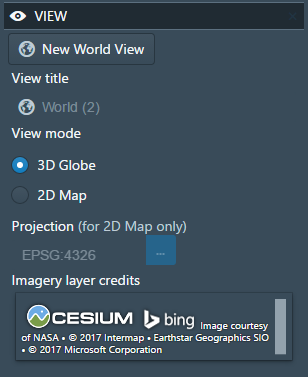 VIEW
New World View
View title
World (2)
View mode
3D Globe
2D Map
Projection (for 2D Map only)
EPSG:4326
...
Imagery layer credits
CESIUM bing Image courtesy
of NASA • © 2017 Intermap • Earthstar Geographics SIO
• © 2017 Microsoft Corporation